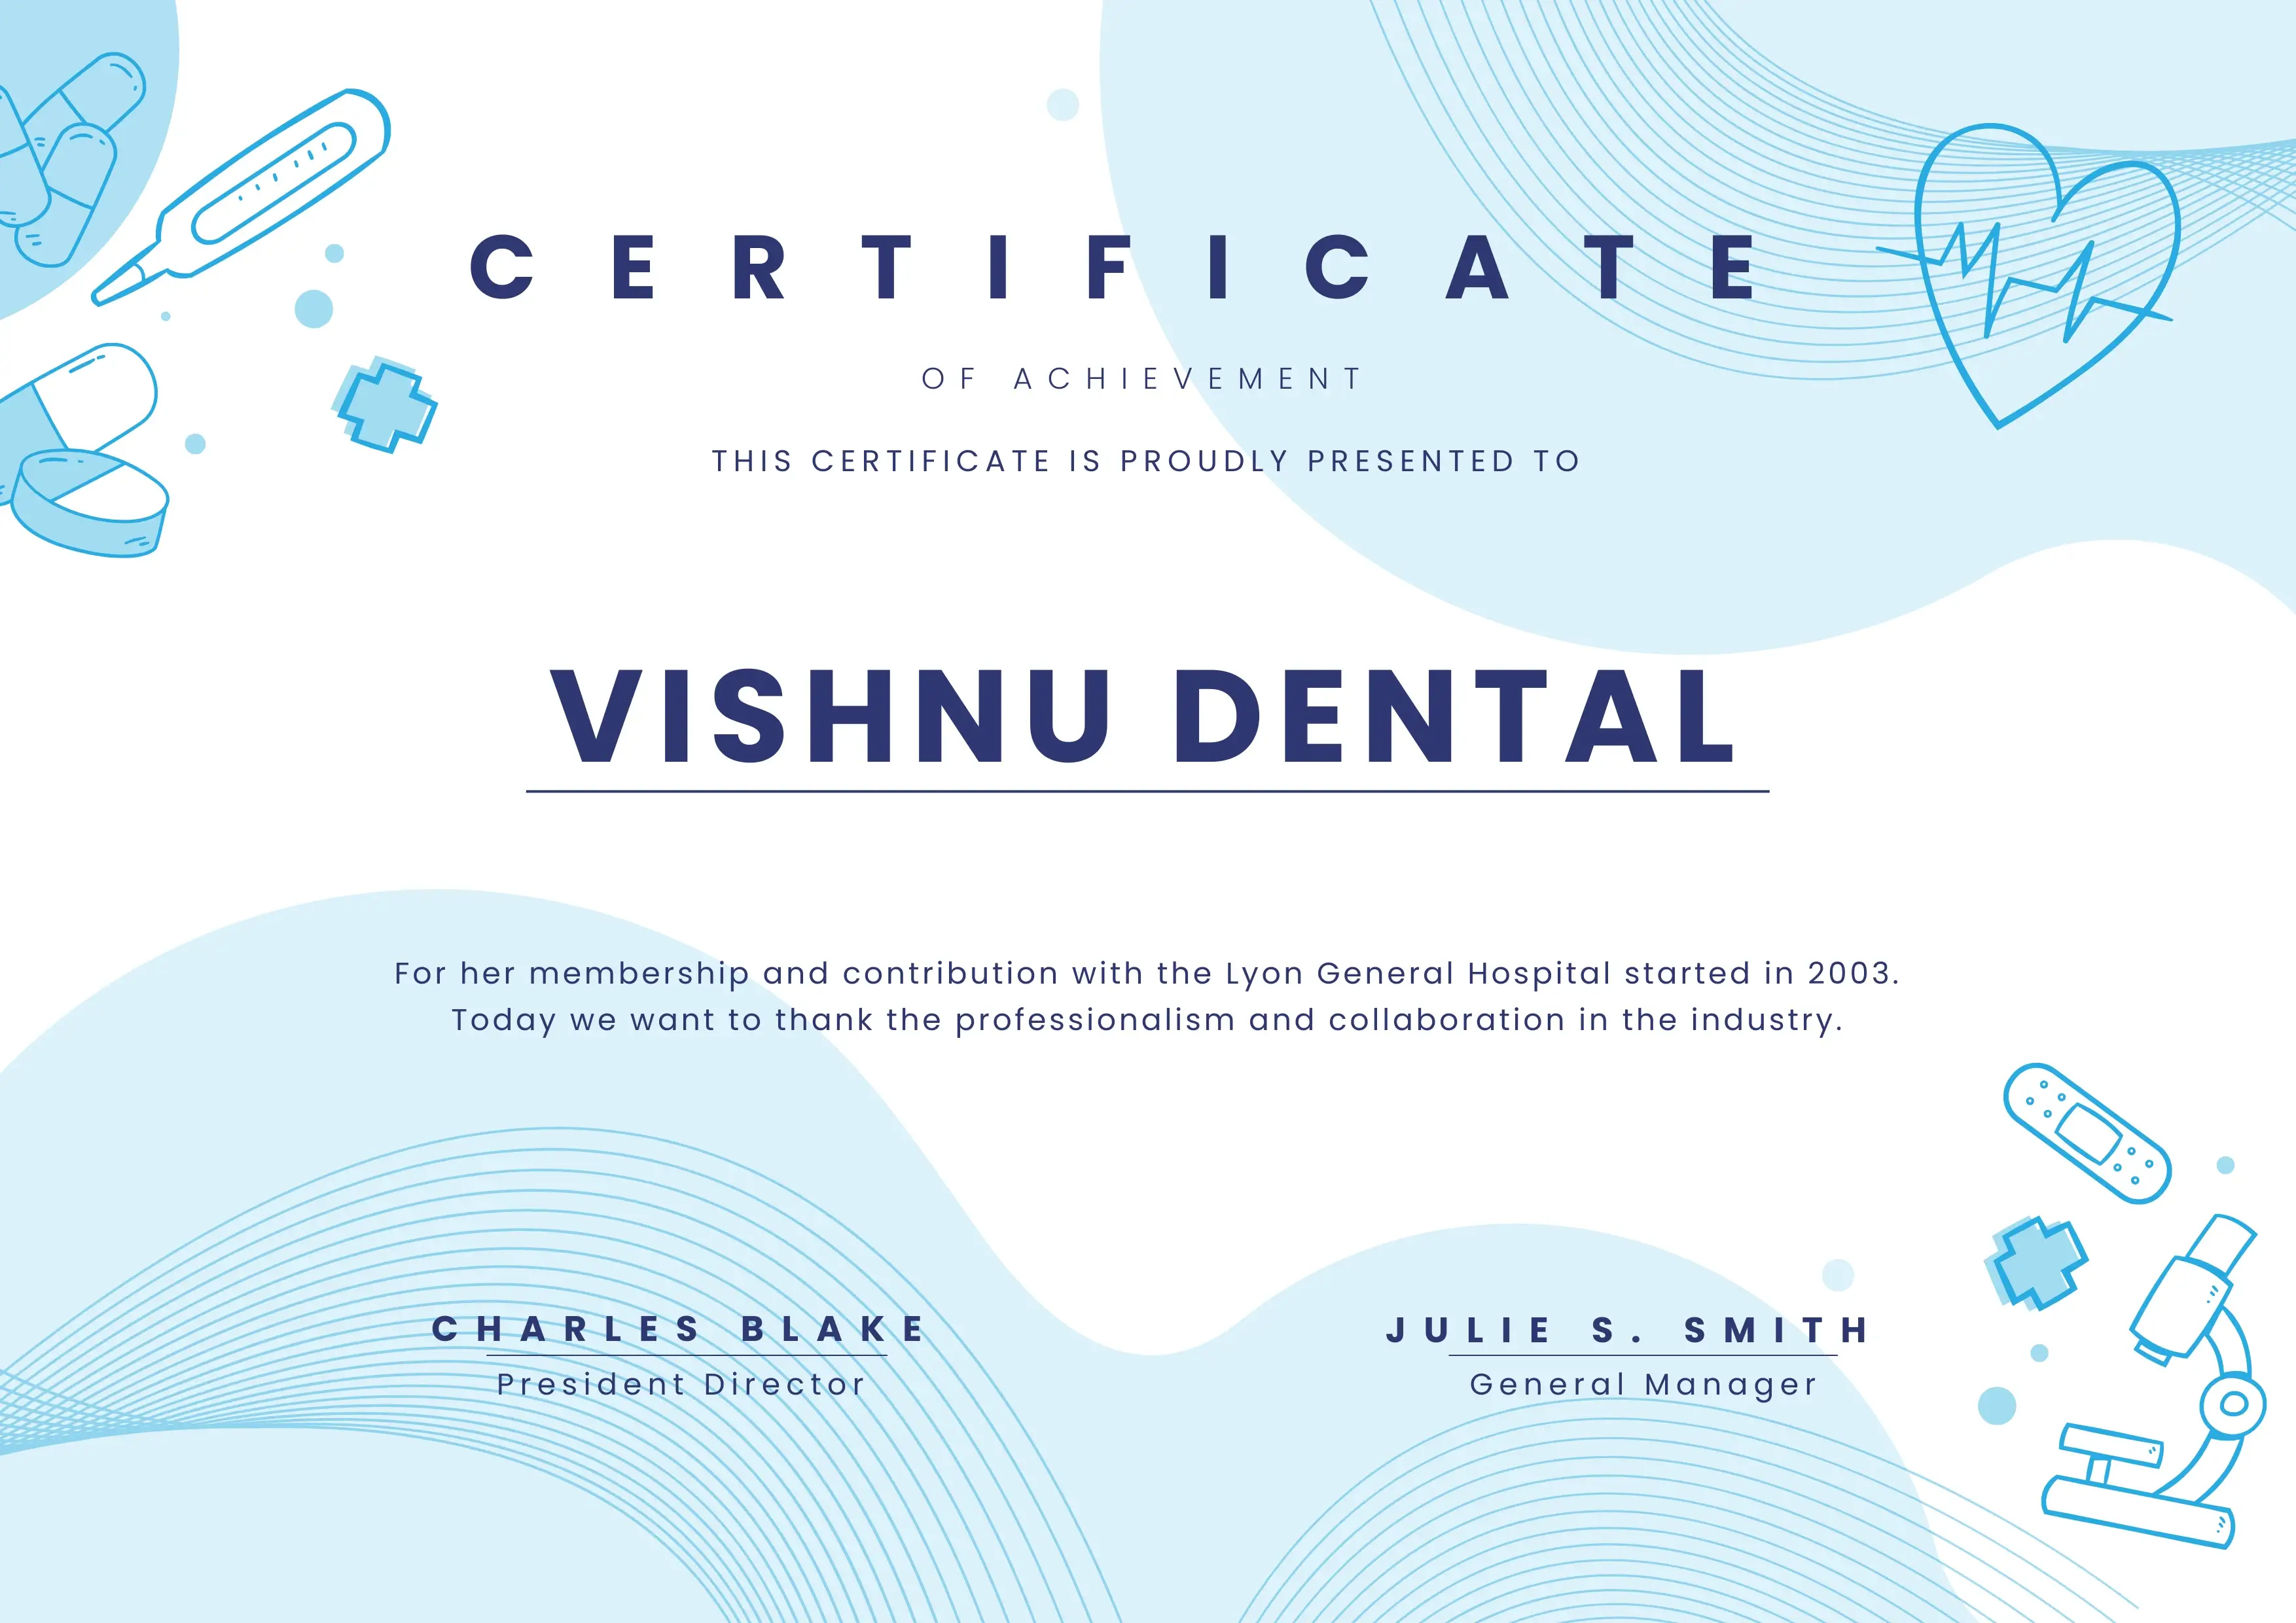 CERTIFICATE
OF ACHIEVEMENT
THIS CERTIFICATE IS PROUDLY PRESENTED TO
VISHNU DENTAL
For her membership and contribution with the Lyon General Hospital started in 2003.
Today we want to thank the professionalism and collaboration in the industry.
CHARLES BLAKE
President Director
JULIE S. SMITH
General Manager